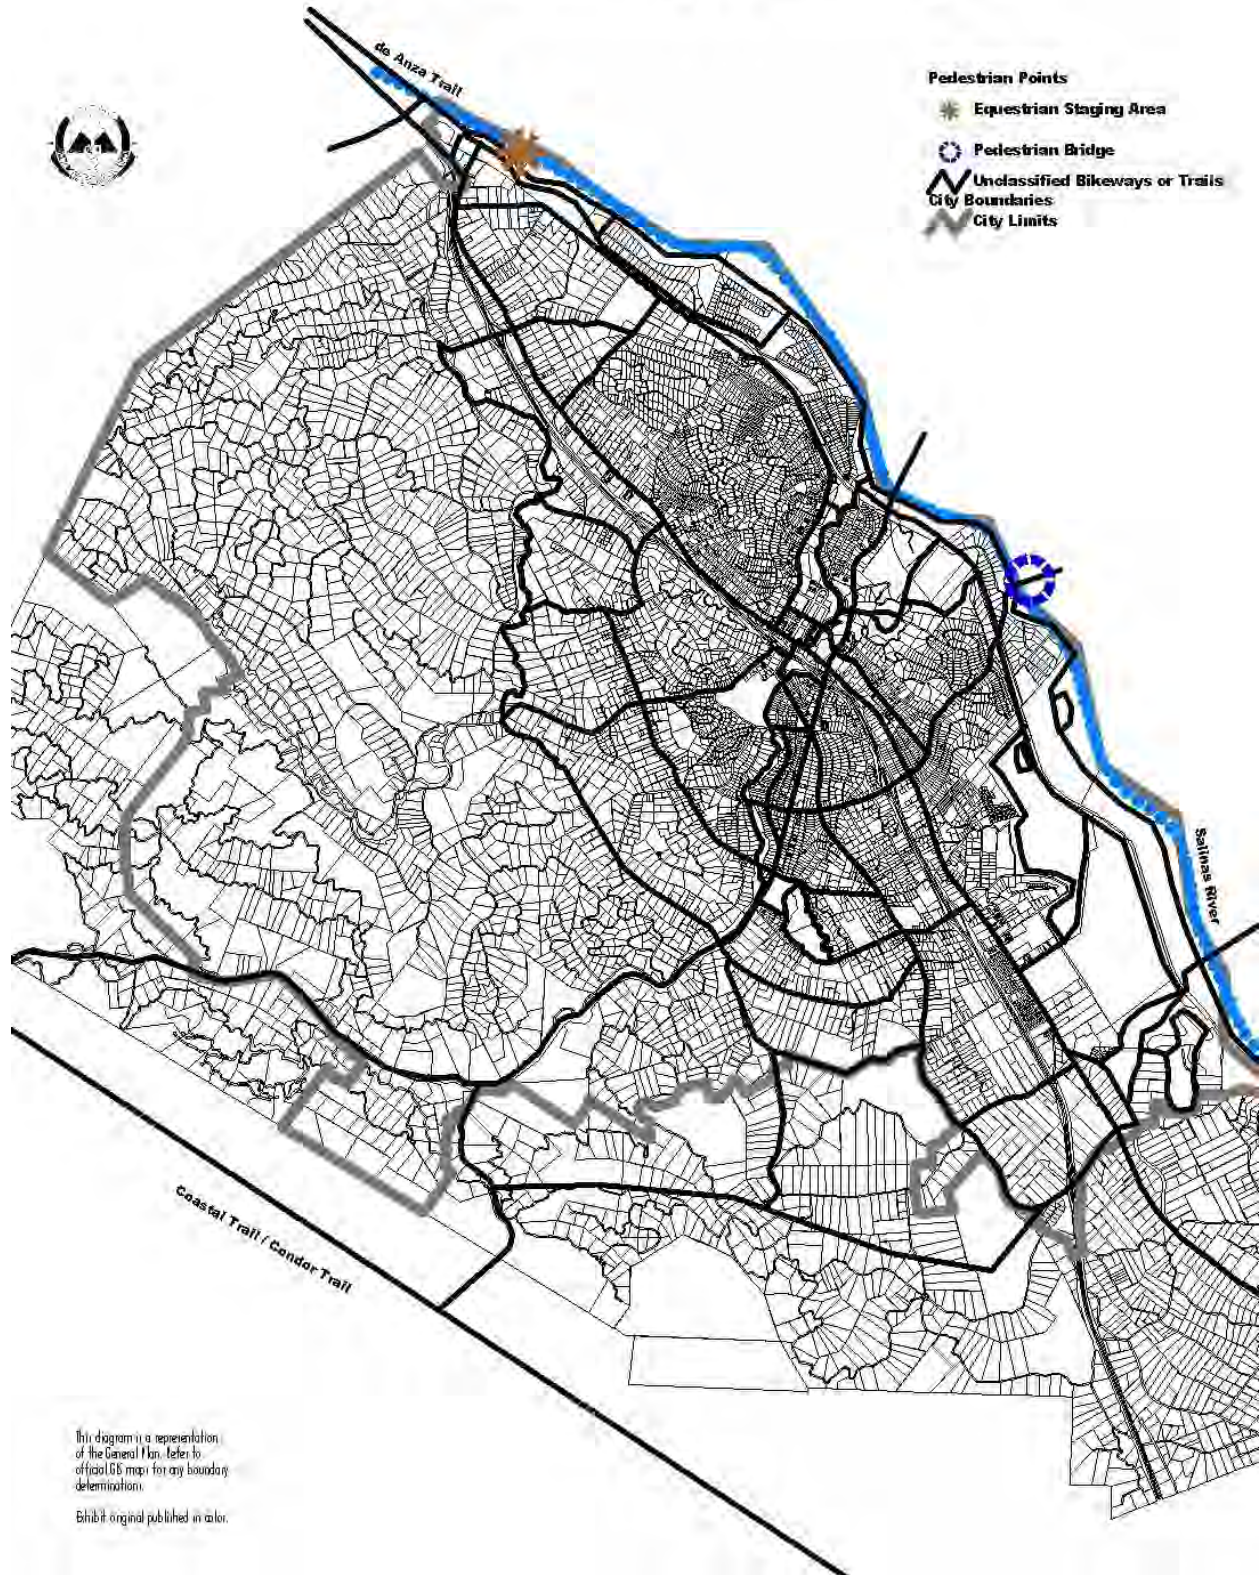 de Anza Trail
Pedestrian Points
Equestrian Staging Area
Pedestrian Bridge
Unclassified Bikeways or Trails
City Boundaries
City Limits
Salinas River
Coastal Trail / Condor Trail
This diagram is a representation
of the General Plan. Refer to
official GIS maps for any boundary
determinations.
Exhibit original published in color.